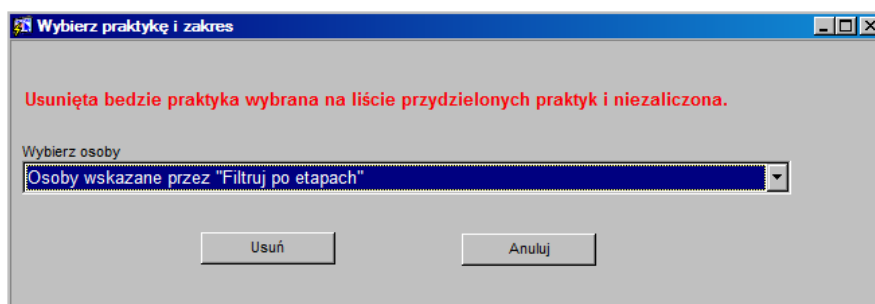 Wybierz praktykę i zakres
Usunięta bedzie praktyka wybrana na liście przydzielonych praktyk i niezaliczona.
Wybierz osoby
Osoby wskazane przez "Filtruj po etapach"
Usuń Anuluj